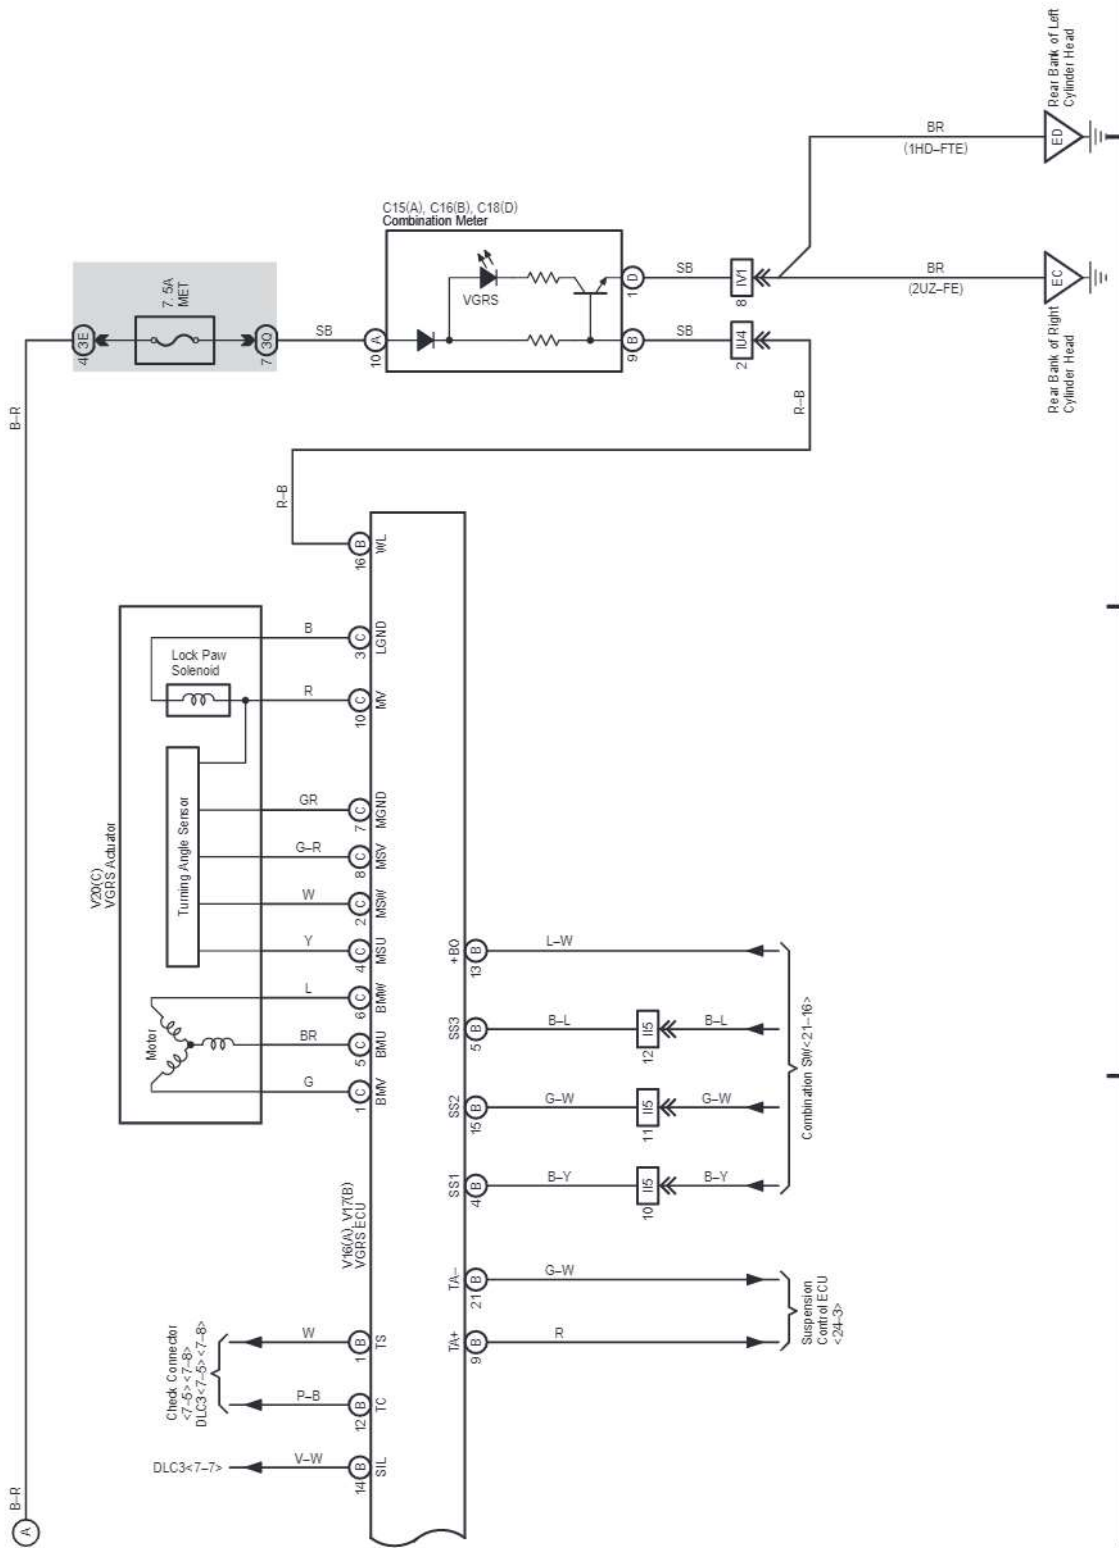 A
B–R
B–R
4 3E
7. 5A
MET
7 3Q
SB
C15(A), C16(B), C18(D)
Combination Meter
10 A
VGRS
1 D
9 B
SB
SB
8 IV1
2 IU4
BR
(1HD–FTE)
BR
(2UZ–FE)
ED
Rear Bank of Left
Cylinder Head
EC
Rear Bank of Right
Cylinder Head
R–B
R–B
V20(C)
VGRS Actuator
Motor
Turning Angle Sensor
Lock Paw
Solenoid
G
BR
L
Y
W
G–R
GR
R
B
Check Connector
<7–5><7–8>
DLC3<7–5><7–8>
DLC3<7–7>
V–W
P–B
W
V16(A), V17(B)
VGRS ECU
14 B
SIL
12 B
TC
1 B
TS
1 C
BMV
5 C
BMU
6 C
BMW
4 C
MSU
2 C
MSW
8 C
MSV
7 C
MGND
10 C
MV
3 C
LGND
16 B
WL
TA+
9 B
TA–
21 B
SS1
4 B
SS2
15 B
SS3
5 B
+BO
13 B
R
G–W
B–Y
G–W
B–L
L–W
10 II5
11 II5
12 II5
B–Y
G–W
B–L
Suspension
Control ECU
<24–3>
Combination SW<21–16>